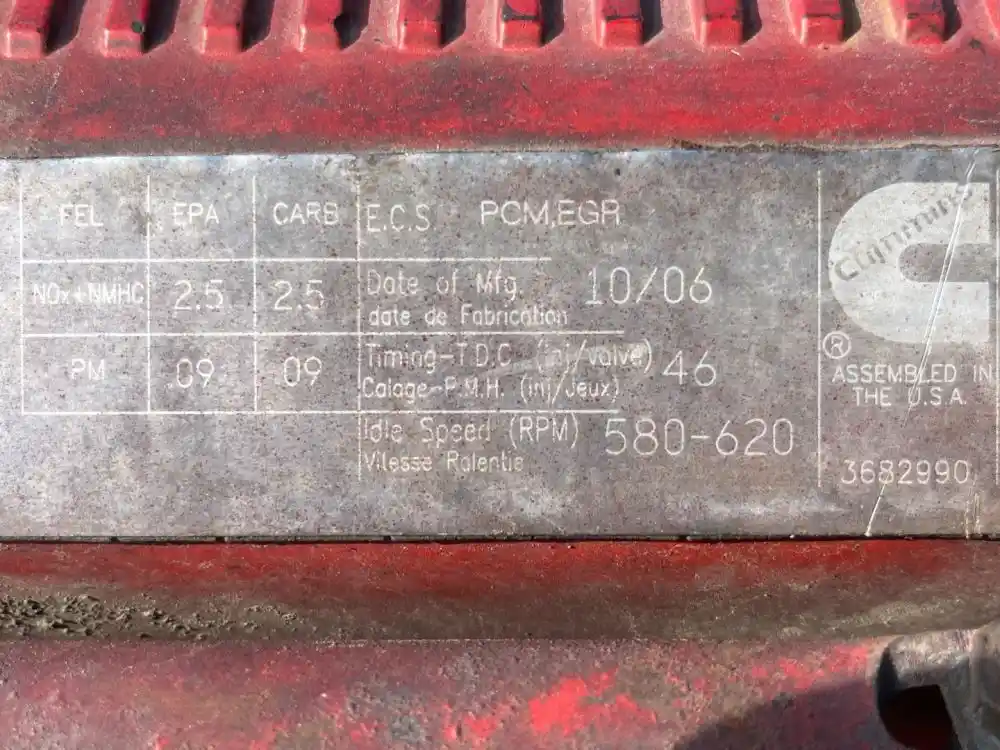 FEL EPA CARB E.C.S PCM,EGR
NOx+NMHC 2.5 2.5 Date of Mfg. 10/06
date de Fabrication
PM .09 .09 Timing-T.D.C. (inj/valve) 46
Calage-P.M.H. (inj/Jeux)
Idle Speed (RPM) 580-620
Vitesse Ralentie
Cummins
®
ASSEMBLED IN
THE U.S.A.
3682990